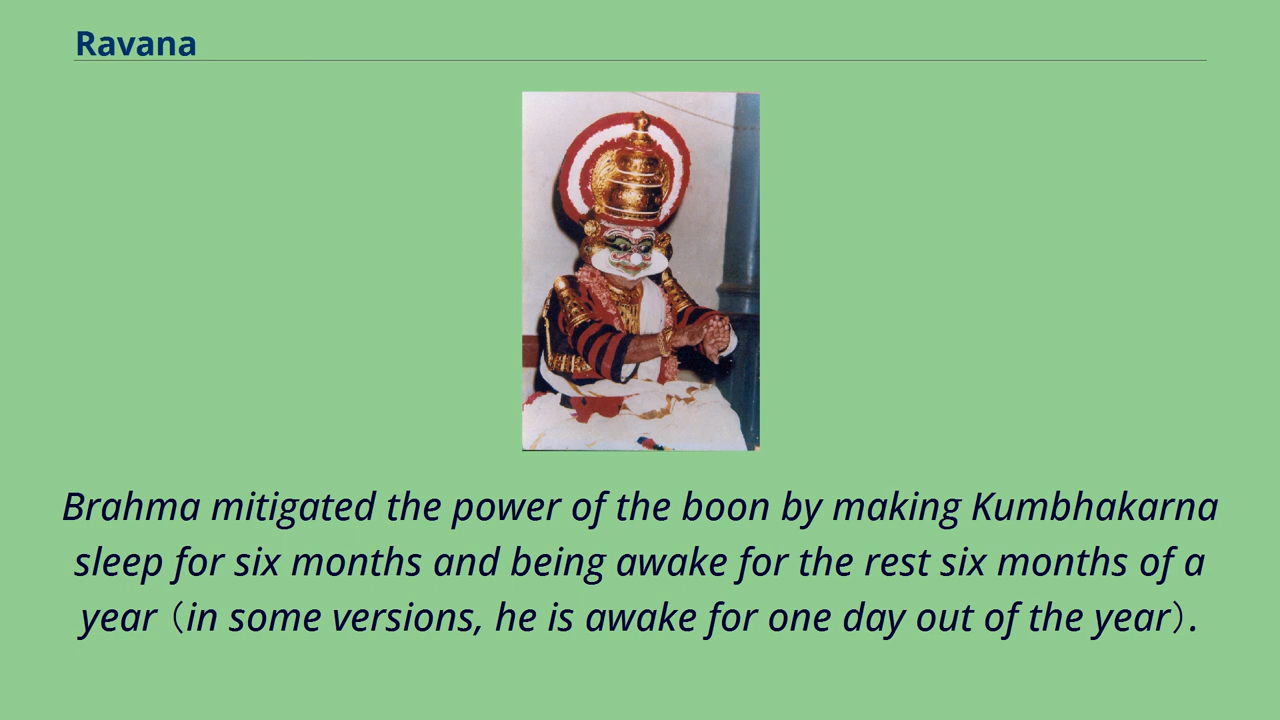 Ravana
Brahma mitigated the power of the boon by making Kumbhakarna
sleep for six months and being awake for the rest six months of a
year (in some versions, he is awake for one day out of the year).